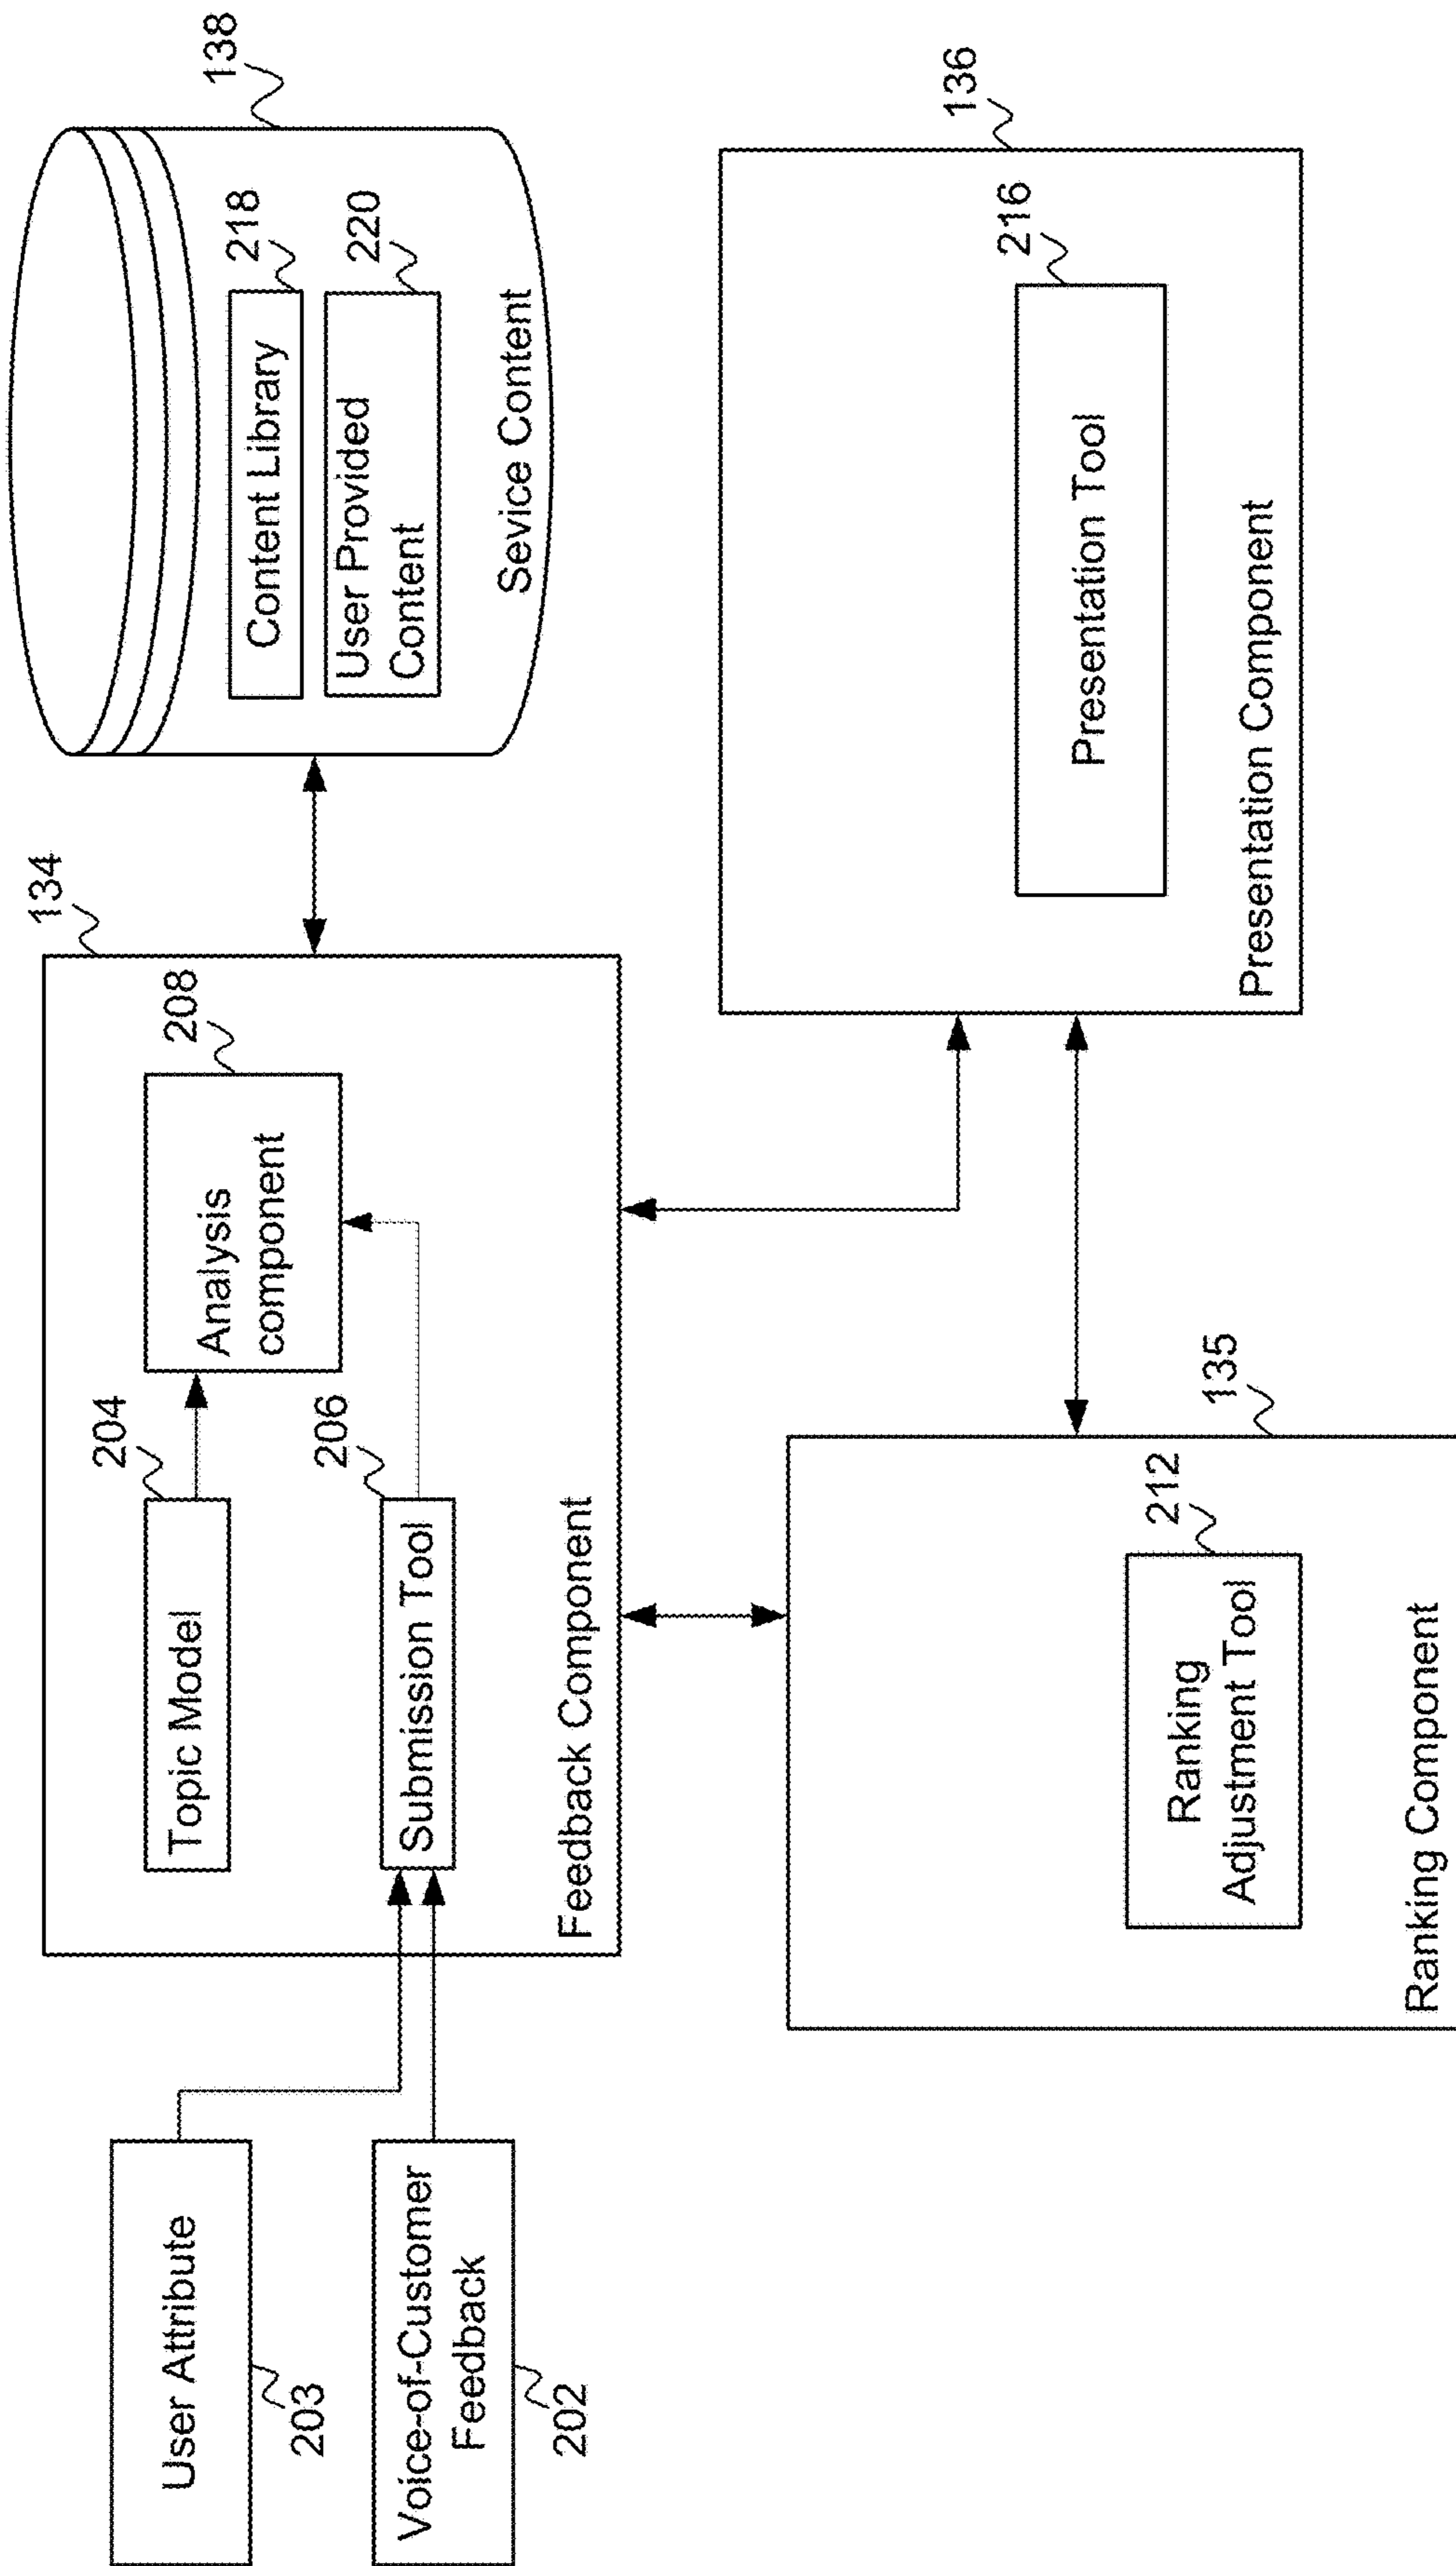 User Attribute
203
Voice-of-Customer
Feedback
202
134
Topic Model
204
Analysis
component
208
Submission Tool
206
Feedback Component
138
Content Library
218
User Provided
Content
220
Sevice Content
135
Ranking
Adjustment Tool
212
Ranking Component
136
Presentation Tool
216
Presentation Component